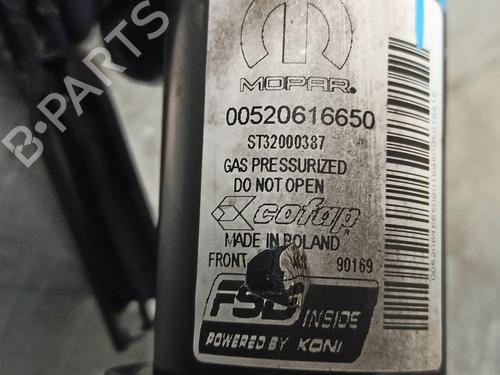 MOPAR®
00520616650
ST32000387
GAS PRESSURIZED
DO NOT OPEN
cofap®
MADE IN POLAND
FRONT 90169
FSD INSIDE
POWERED BY KONI
B-Parts